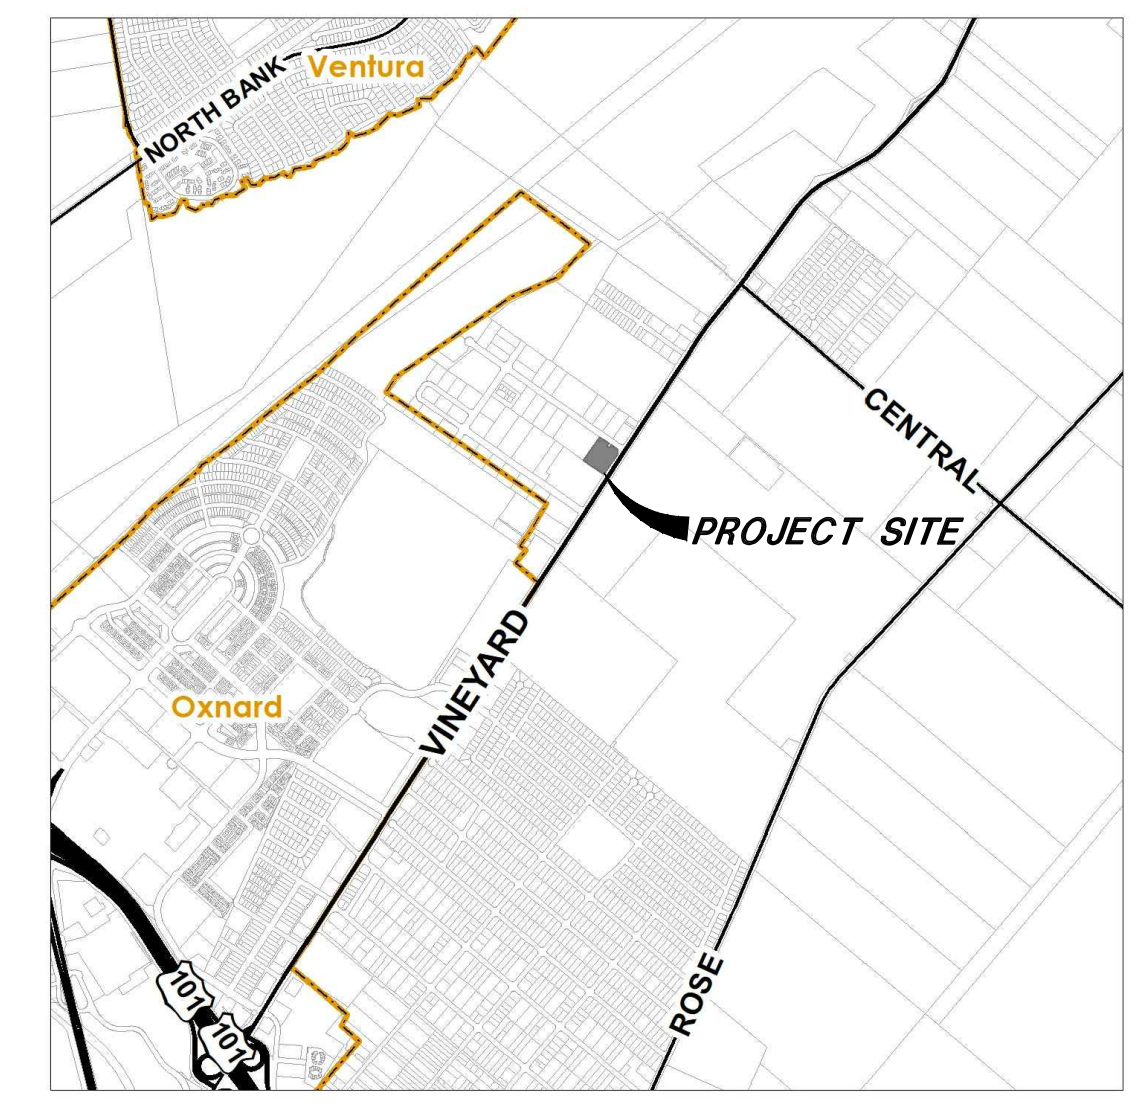 Ventura
NORTH BANK
CENTRAL
PROJECT SITE
VINEYARD
Oxnard
ROSE
101
101